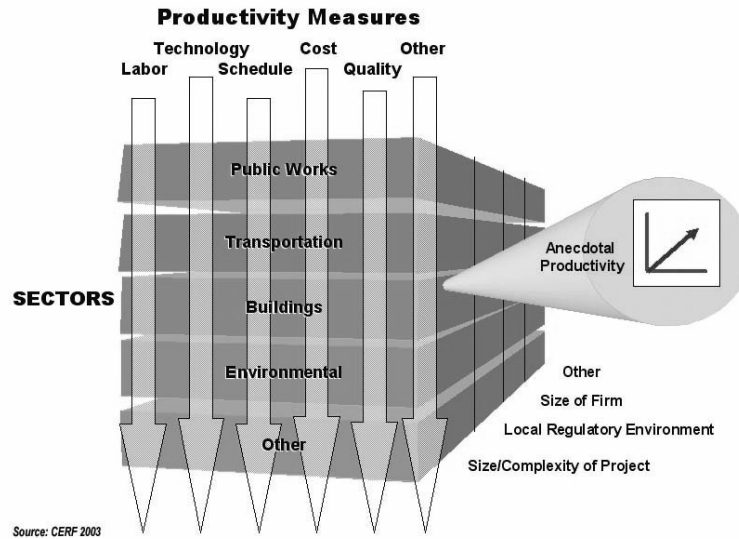 Productivity Measures
Technology Cost Other
Labor Schedule Quality
Public Works
Transportation
Anecdotal
Productivity
SECTORS
Buildings
Environmental
Other
Other
Size of Firm
Local Regulatory Environment
Size/Complexity of Project
Source: CERF 2003